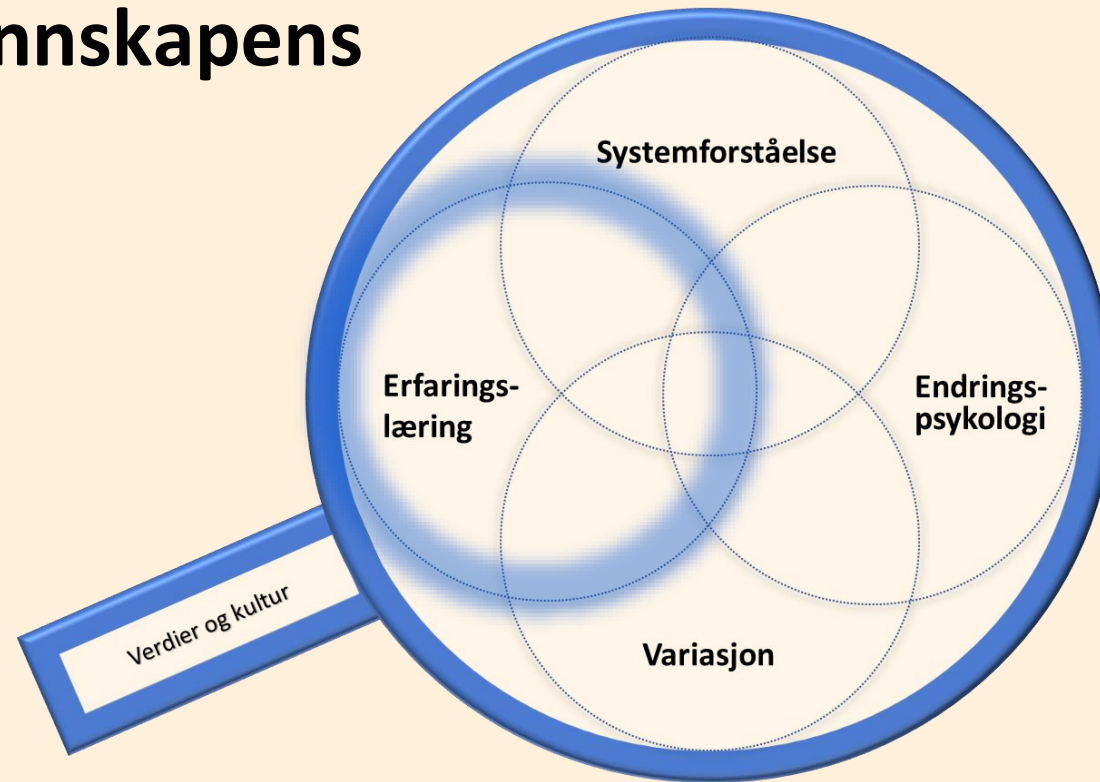 nnskapens
Systemforståelse
Erfarings-
læring
Endrings-
psykologi
Verdier og kultur
Variasjon